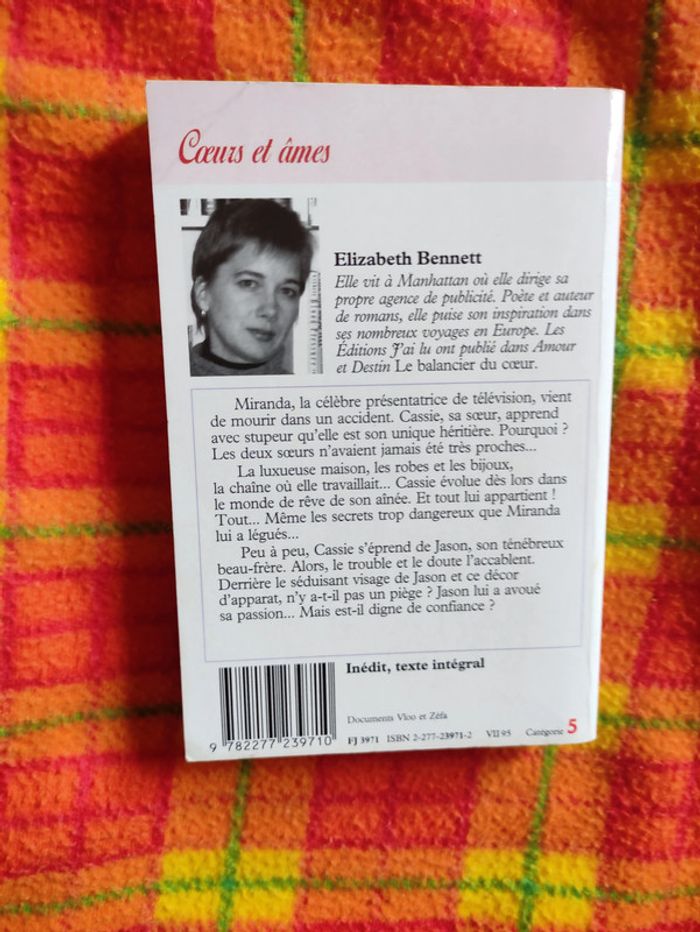 Cœurs et âmes
Elizabeth Bennett
Elle vit à Manhattan où elle dirige sa
propre agence de publicité. Poète et auteur
de romans, elle puise son inspiration dans
ses nombreux voyages en Europe. Les
Éditions J'ai lu ont publié dans Amour
et Destin Le balancier du cœur.
Miranda, la célèbre présentatrice de télévision, vient
de mourir dans un accident. Cassie, sa sœur, apprend
avec stupeur qu'elle est son unique héritière. Pourquoi ?
Les deux sœurs n'avaient jamais été très proches...
La luxueuse maison, les robes et les bijoux,
la chaîne où elle travaillait... Cassie évolue dès lors dans
le monde de rêve de son aînée. Et tout lui appartient !
Tout... Même les secrets trop dangereux que Miranda
lui a légués...
Peu à peu, Cassie s'éprend de Jason, son ténébreux
beau-frère. Alors, le trouble et le doute l'accablent.
Derrière le séduisant visage de Jason et ce décor
d'apparat, n'y a-t-il pas un piège ? Jason lui a avoué
sa passion... Mais est-il digne de confiance ?
Inédit, texte intégral
Documents Vloo et Zéfa
9 782277 239710
FJ 3971 ISBN 2-277-23971-2 VII 95 Catégorie 5